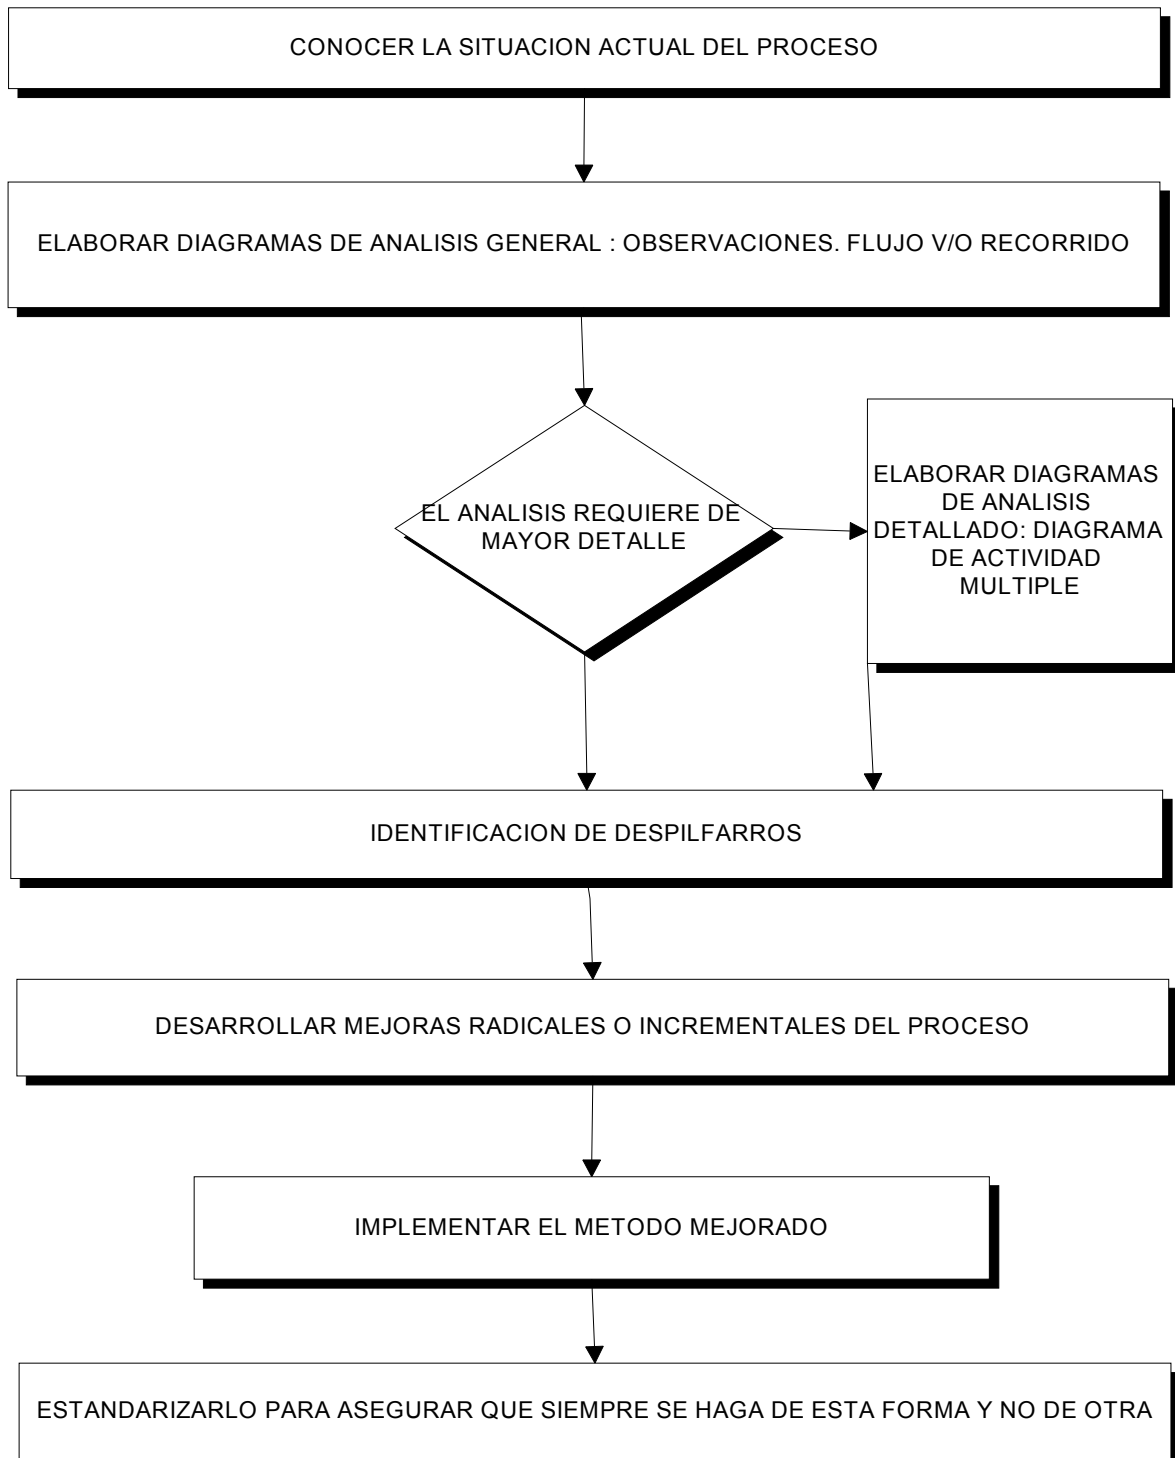 CONOCER LA SITUACION ACTUAL DEL PROCESO
ELABORAR DIAGRAMAS DE ANALISIS GENERAL : OBSERVACIONES. FLUJO V/O RECORRIDO
EL ANALISIS REQUIERE DE
MAYOR DETALLE
ELABORAR DIAGRAMAS
DE ANALISIS
DETALLADO: DIAGRAMA
DE ACTIVIDAD
MULTIPLE
IDENTIFICACION DE DESPILFARROS
DESARROLLAR MEJORAS RADICALES O INCREMENTALES DEL PROCESO
IMPLEMENTAR EL METODO MEJORADO
ESTANDARIZARLO PARA ASEGURAR QUE SIEMPRE SE HAGA DE ESTA FORMA Y NO DE OTRA